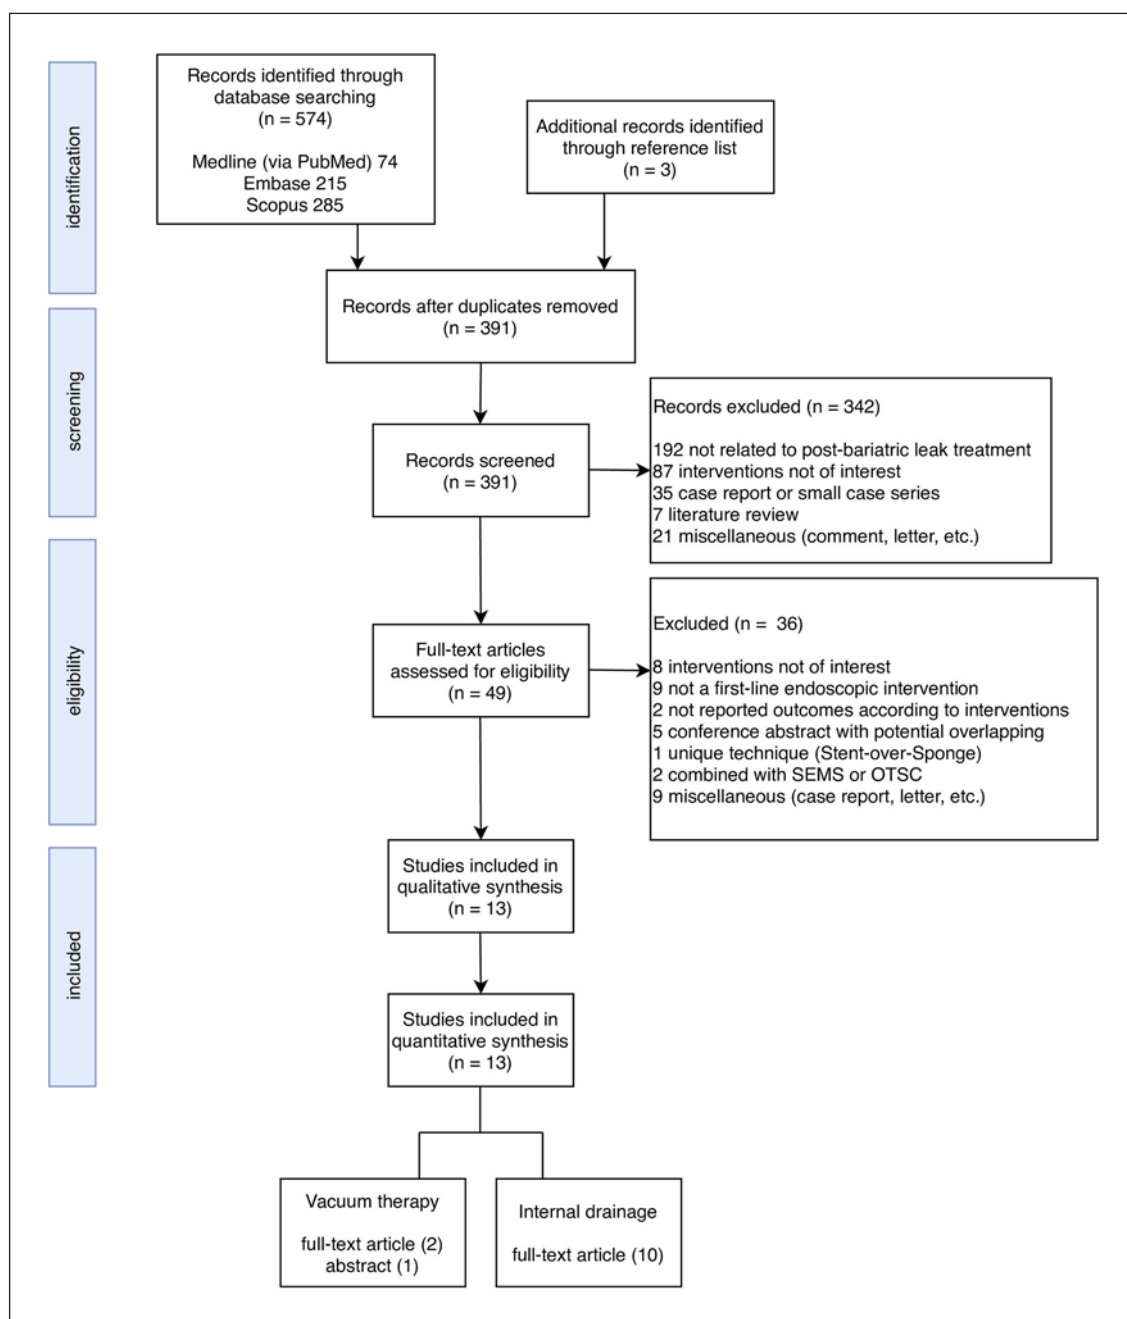 identification
Records identified through
database searching
(n = 574)
Medline (via PubMed) 74
Embase 215
Scopus 285
Additional records identified
through reference list
(n = 3)
Records after duplicates removed
(n = 391)
screening
Records screened
(n = 391)
Records excluded (n = 342)
192 not related to post-bariatric leak treatment
87 interventions not of interest
35 case report or small case series
7 literature review
21 miscellaneous (comment, letter, etc.)
eligibility
Full-text articles
assessed for eligibility
(n = 49)
Excluded (n = 36)
8 interventions not of interest
9 not a first-line endoscopic intervention
2 not reported outcomes according to interventions
5 conference abstract with potential overlapping
1 unique technique (Stent-over-Sponge)
2 combined with SEMS or OTSC
9 miscellaneous (case report, letter, etc.)
included
Studies included in
qualitative synthesis
(n = 13)
Studies included in
quantitative synthesis
(n = 13)
Vacuum therapy
full-text article (2)
abstract (1)
Internal drainage
full-text article (10)